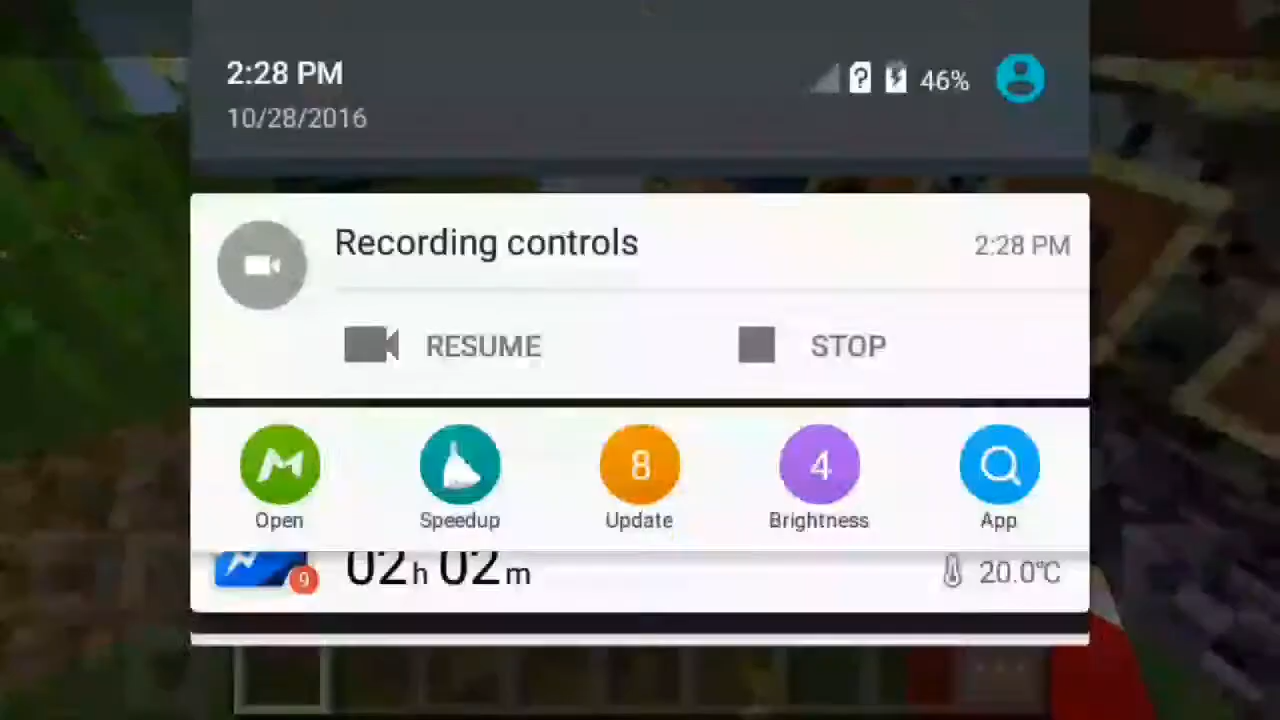 2:28 PM
46%
10/28/2016
Recording controls
2:28 PM
RESUME
STOP
8
4
Open
Speedup
Update
Brightness
App
9
02h 02m
20.0℃